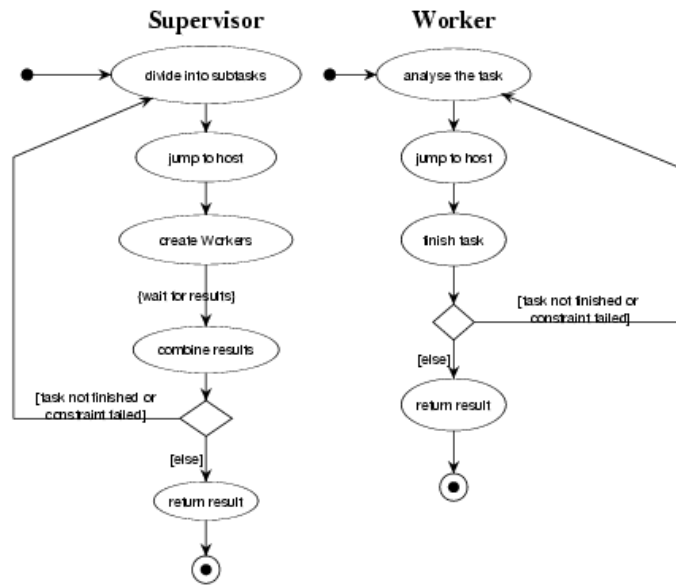 Supervisor
divide into subtasks
jump to host
create Workers
{wait for results}
combine results
[task not finished or
constraint failed]
[else]
return result
Worker
analyse the task
jump to host
finish task
[task not finished or
constraint failed]
[else]
return result